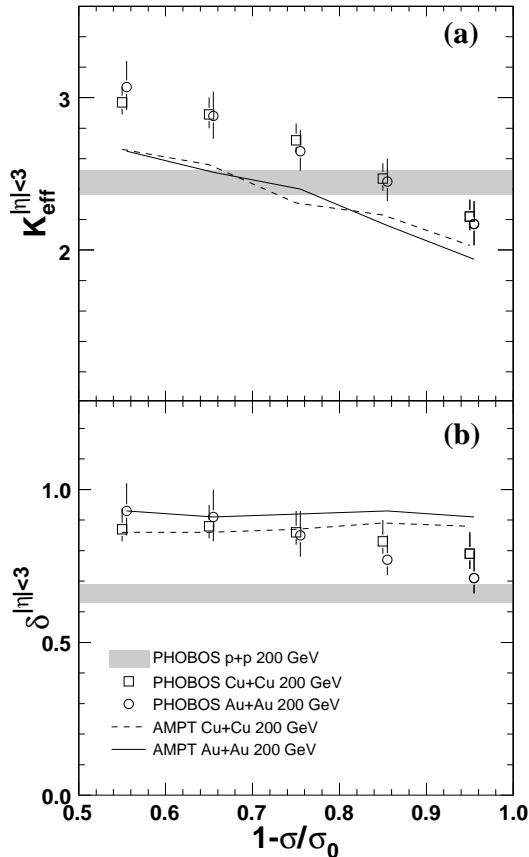 (a)
3
2
K_eff^|η|<3
(b)
1.0
0.5
0.0
δ^|η|<3
PHOBOS p+p 200 GeV
PHOBOS Cu+Cu 200 GeV
PHOBOS Au+Au 200 GeV
AMPT Cu+Cu 200 GeV
AMPT Au+Au 200 GeV
0.5 0.6 0.7 0.8 0.9 1.0
1-σ/σ₀